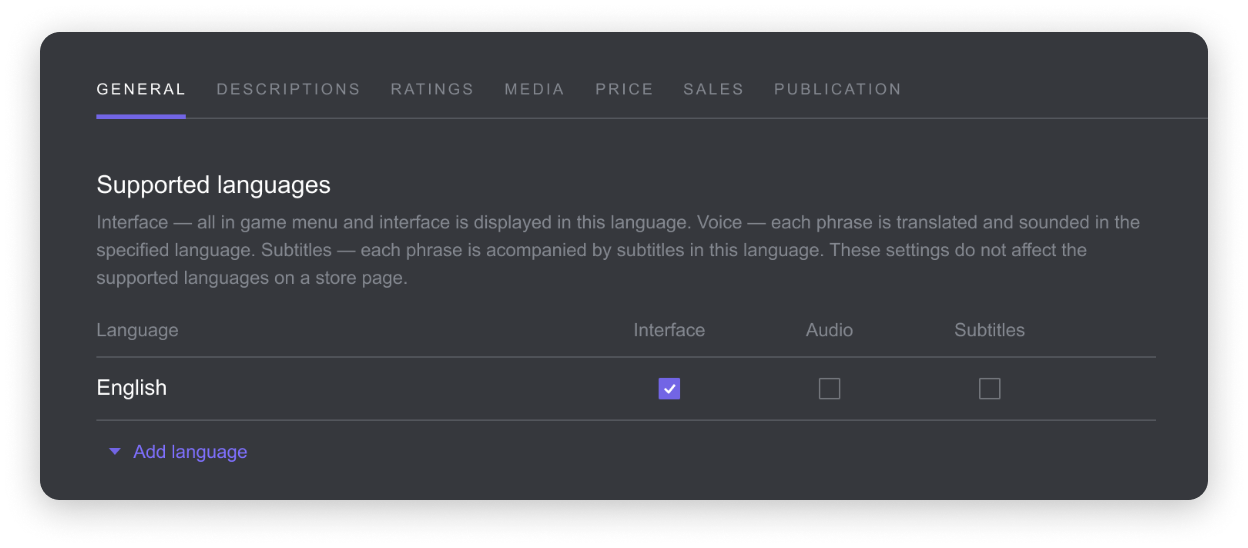 GENERAL DESCRIPTIONS RATINGS MEDIA PRICE SALES PUBLICATION
Supported languages
Interface — all in game menu and interface is displayed in this language. Voice — each phrase is translated and sounded in the
specified language. Subtitles — each phrase is acompanied by subtitles in this language. These settings do not affect the
supported languages on a store page.
Language Interface Audio Subtitles
English
Add language